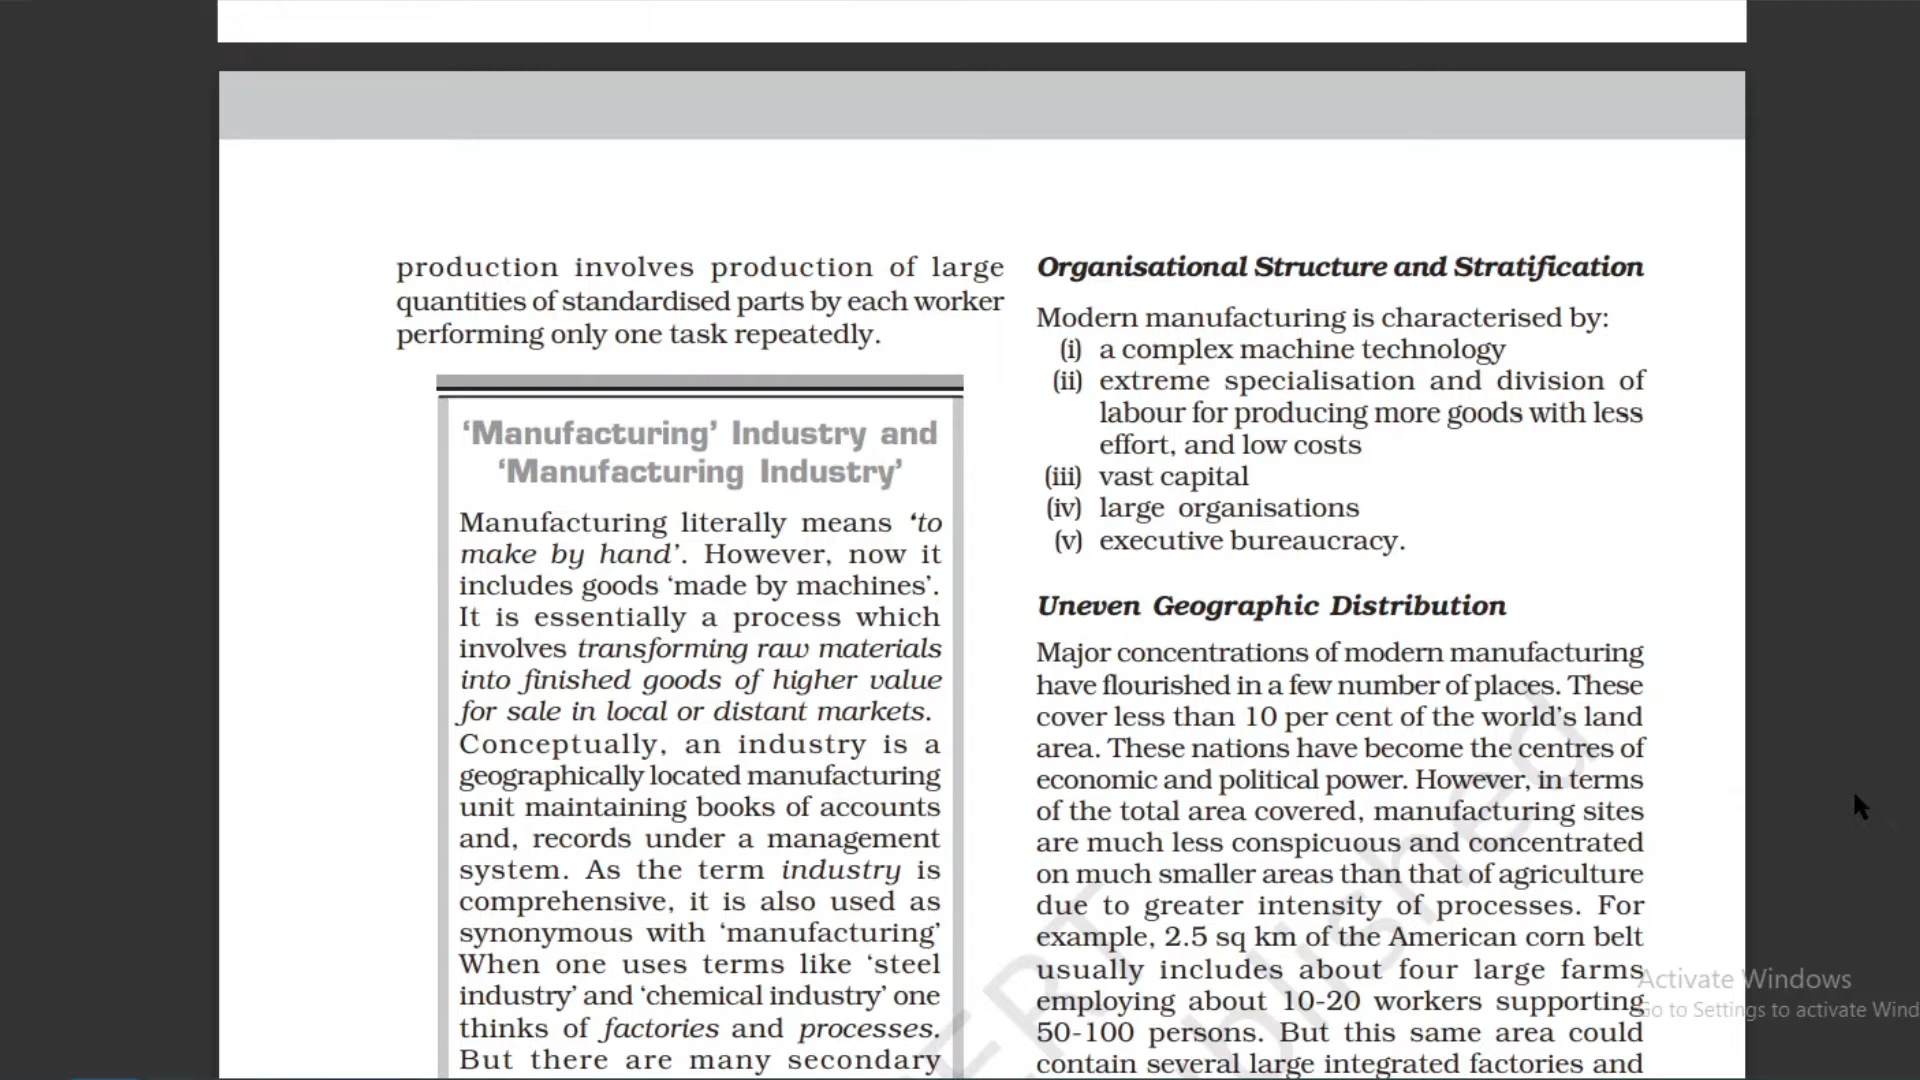 production involves production of large
quantities of standardised parts by each worker
performing only one task repeatedly.
‘Manufacturing’ Industry and
‘Manufacturing Industry’
Manufacturing literally means ‘to
make by hand’. However, now it
includes goods ‘made by machines’.
It is essentially a process which
involves transforming raw materials
into finished goods of higher value
for sale in local or distant markets.
Conceptually, an industry is a
geographically located manufacturing
unit maintaining books of accounts
and, records under a management
system. As the term industry is
comprehensive, it is also used as
synonymous with ‘manufacturing’
When one uses terms like ‘steel
industry’ and ‘chemical industry’ one
thinks of factories and processes.
But there are many secondary
Organisational Structure and Stratification
Modern manufacturing is characterised by:
(i) a complex machine technology
(ii) extreme specialisation and division of
labour for producing more goods with less
effort, and low costs
(iii) vast capital
(iv) large organisations
(v) executive bureaucracy.
Uneven Geographic Distribution
Major concentrations of modern manufacturing
have flourished in a few number of places. These
cover less than 10 per cent of the world’s land
area. These nations have become the centres of
economic and political power. However, in terms
of the total area covered, manufacturing sites
are much less conspicuous and concentrated
on much smaller areas than that of agriculture
due to greater intensity of processes. For
example, 2.5 sq km of the American corn belt
usually includes about four large farms
employing about 10-20 workers supporting
50-100 persons. But this same area could
contain several large integrated factories and
Activate Windows
Go to Settings to activate Wind